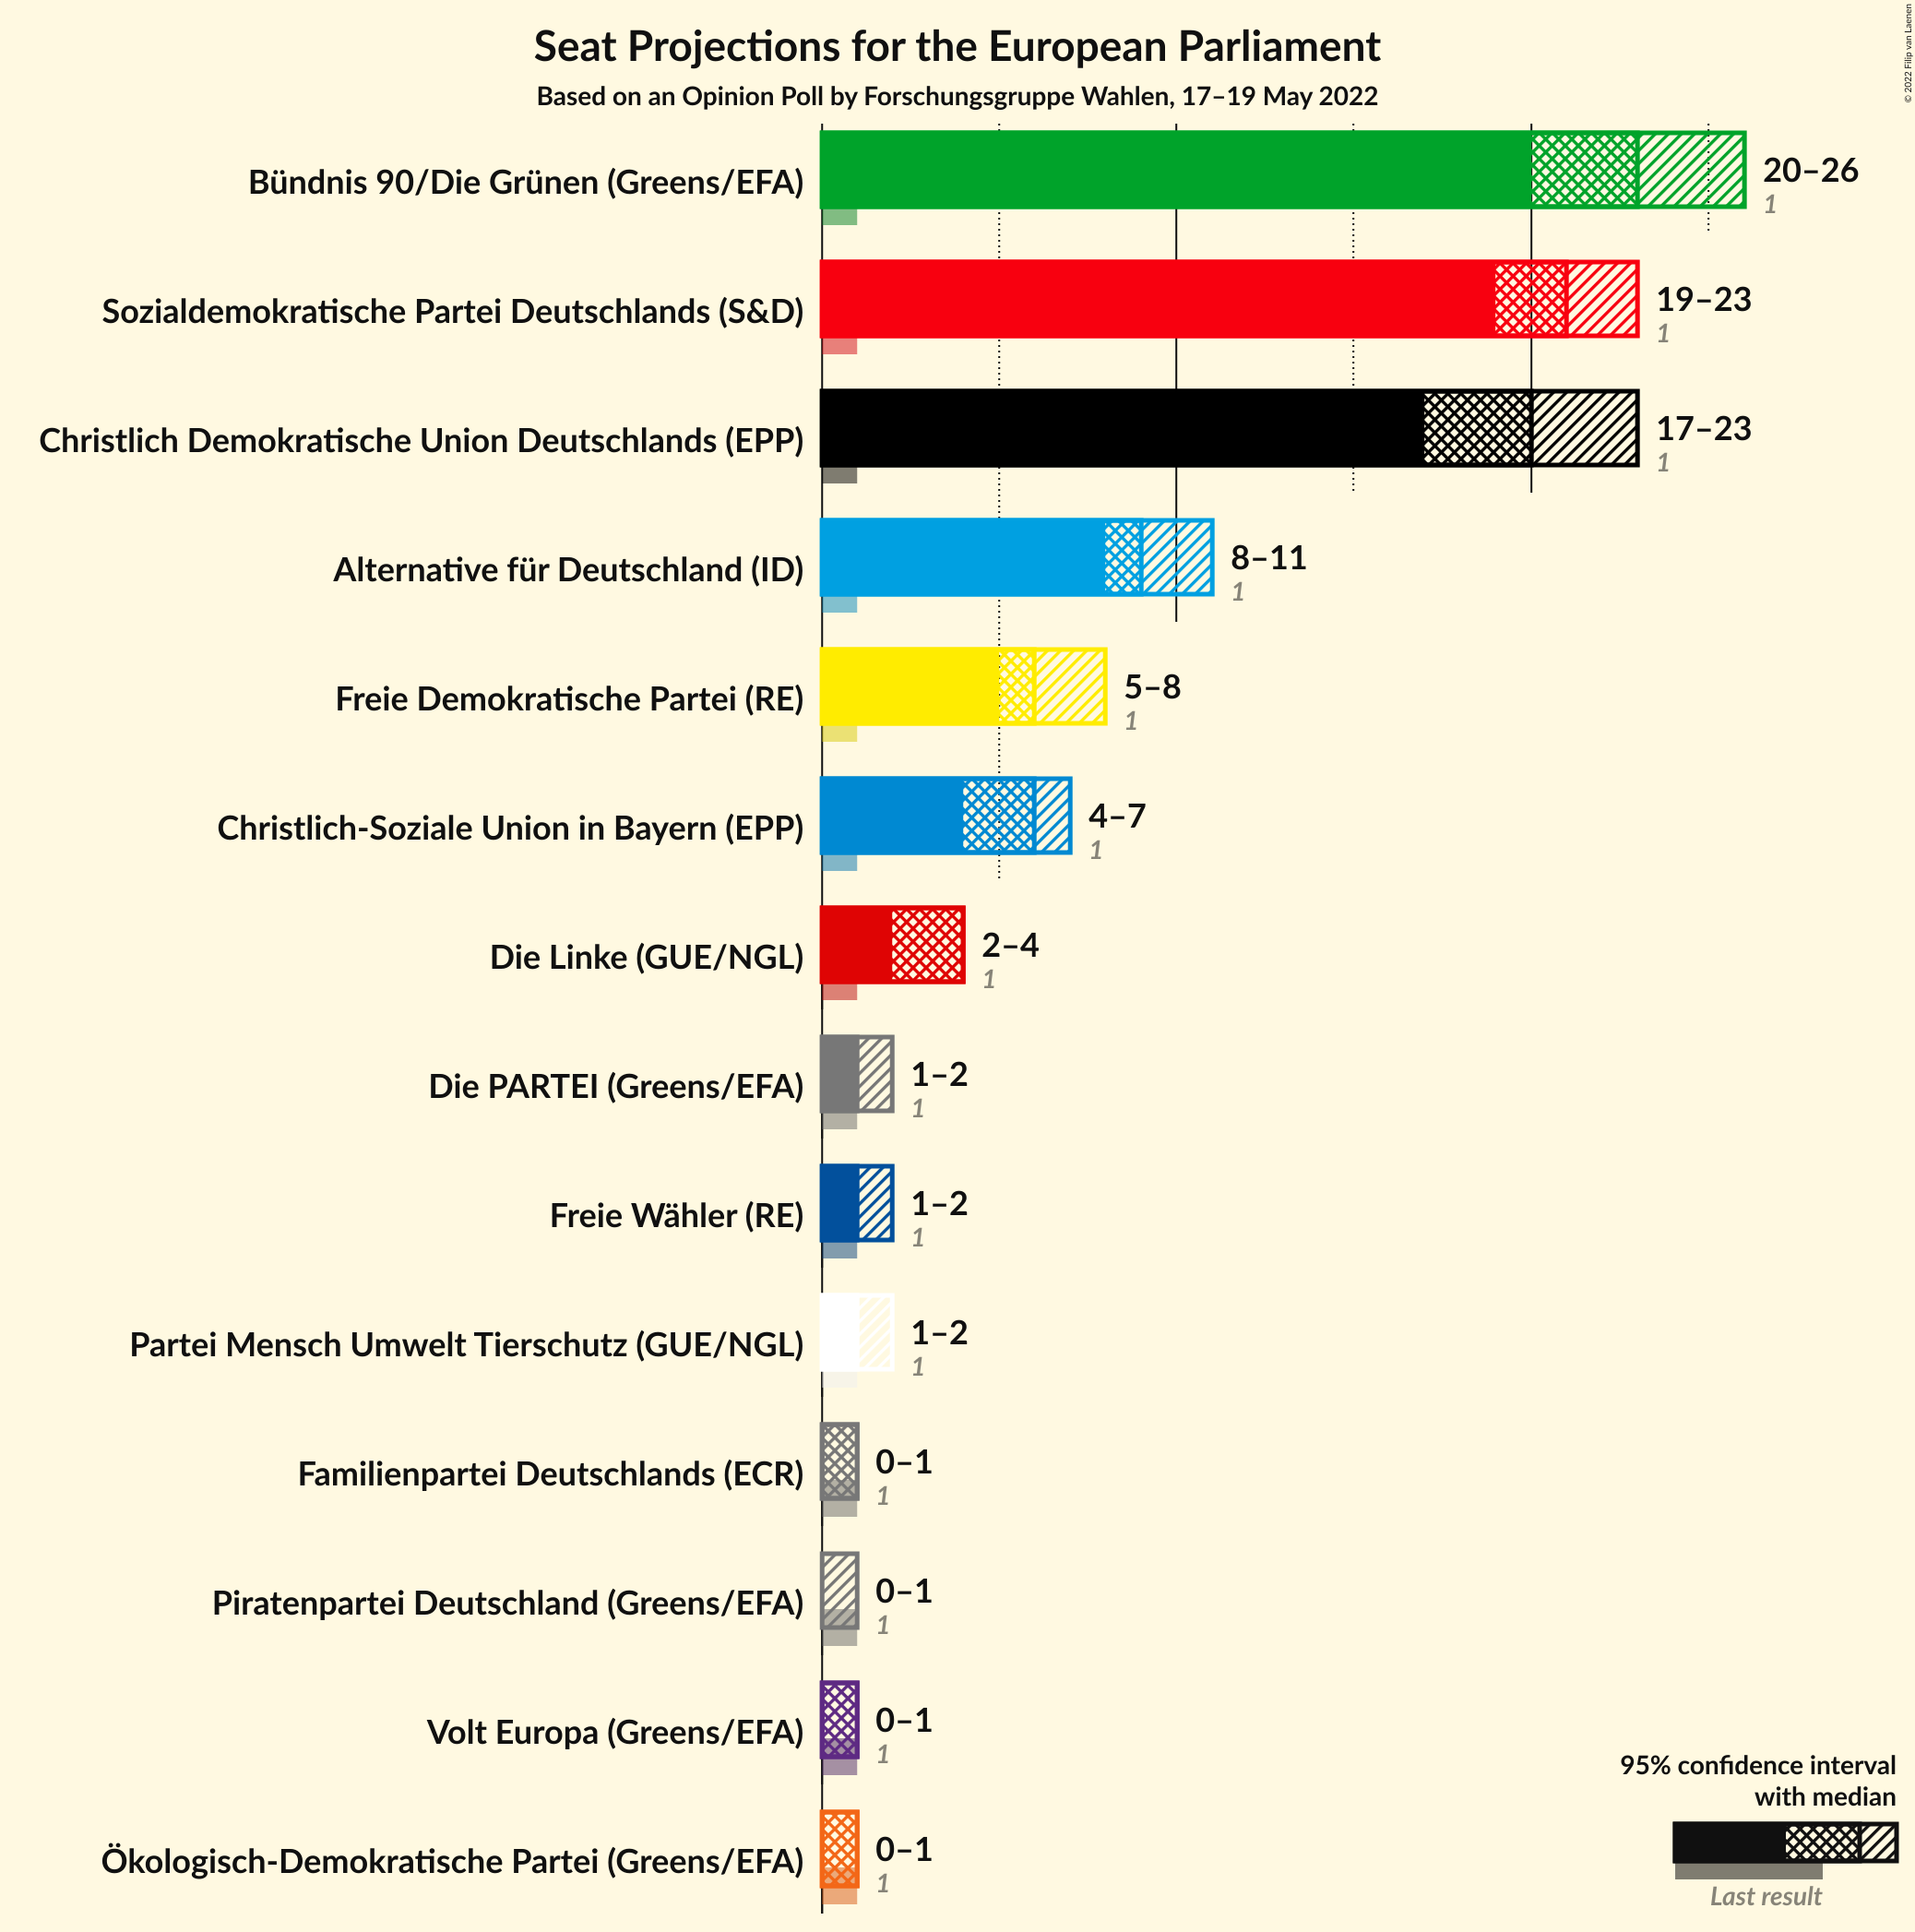 Seat Projections for the European Parliament
Based on an Opinion Poll by Forschungsgruppe Wahlen, 17–19 May 2022
© 2022 Filip van Laenen
Bündnis 90/Die Grünen (Greens/EFA)
20–26
1
Sozialdemokratische Partei Deutschlands (S&D)
19–23
1
Christlich Demokratische Union Deutschlands (EPP)
17–23
1
Alternative für Deutschland (ID)
8–11
1
Freie Demokratische Partei (RE)
5–8
1
Christlich-Soziale Union in Bayern (EPP)
4–7
1
Die Linke (GUE/NGL)
2–4
1
Die PARTEI (Greens/EFA)
1–2
1
Freie Wähler (RE)
1–2
1
Partei Mensch Umwelt Tierschutz (GUE/NGL)
1–2
1
Familienpartei Deutschlands (ECR)
0–1
1
Piratenpartei Deutschland (Greens/EFA)
0–1
1
Volt Europa (Greens/EFA)
0–1
1
Ökologisch-Demokratische Partei (Greens/EFA)
0–1
1
95% confidence interval
with median
Last result